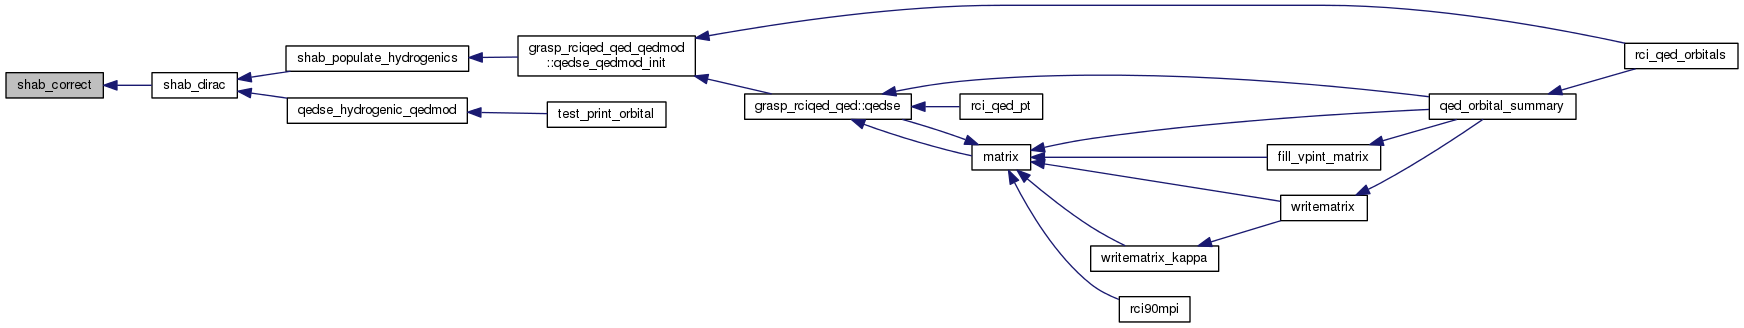 shab_correct
shab_dirac
shab_populate_hydrogenics
qedse_hydrogenic_qedmod
grasp_rciqed_qed_qedmod
::qedse_qedmod_init
test_print_orbital
grasp_rciqed_qed::qedse
rci_qed_pt
matrix
rci_qed_orbitals
qed_orbital_summary
fill_vpint_matrix
writematrix
writematrix_kappa
rci90mpi